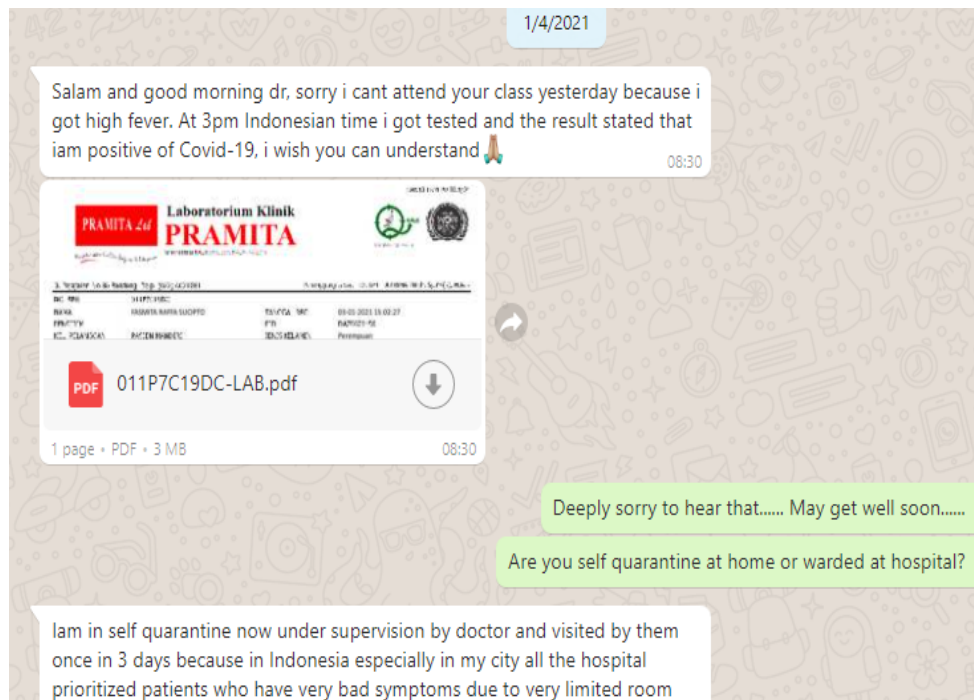 1/4/2021
Salam and good morning dr, sorry i cant attend your class yesterday because i
got high fever. At 3pm Indonesian time i got tested and the result stated that
iam positive of Covid-19, i wish you can understand
08:30
PRAMITA Lab
Laboratorium Klinik
PRAMITA
PDF
011P7C19DC-LAB.pdf
1 page • PDF • 3 MB
08:30
Deeply sorry to hear that...... May get well soon......
Are you self quarantine at home or warded at hospital?
Iam in self quarantine now under supervision by doctor and visited by them
once in 3 days because in Indonesia especially in my city all the hospital
prioritized patients who have very bad symptoms due to very limited room